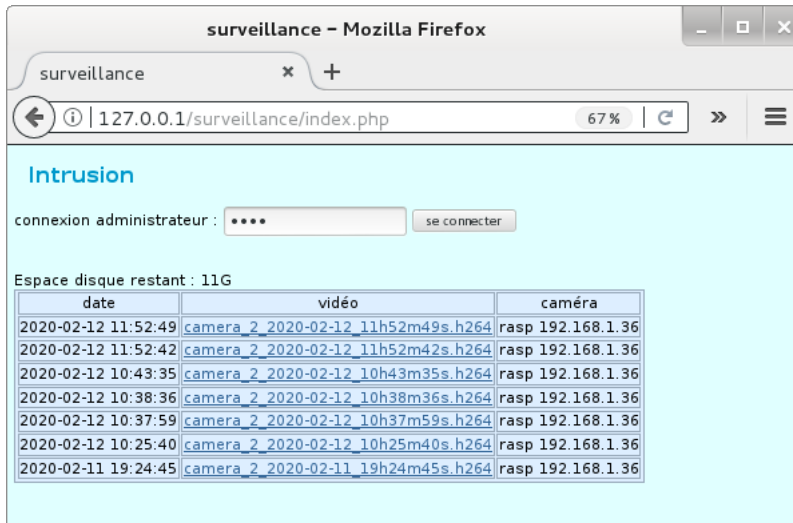 surveillance - Mozilla Firefox
surveillance
127.0.0.1/surveillance/index.php 67%
Intrusion
connexion administrateur : •••• se connecter
Espace disque restant : 11G
date vidéo caméra
2020-02-12 11:52:49 camera_2_2020-02-12_11h52m49s.h264 rasp 192.168.1.36
2020-02-12 11:52:42 camera_2_2020-02-12_11h52m42s.h264 rasp 192.168.1.36
2020-02-12 10:43:35 camera_2_2020-02-12_10h43m35s.h264 rasp 192.168.1.36
2020-02-12 10:38:36 camera_2_2020-02-12_10h38m36s.h264 rasp 192.168.1.36
2020-02-12 10:37:59 camera_2_2020-02-12_10h37m59s.h264 rasp 192.168.1.36
2020-02-12 10:25:40 camera_2_2020-02-12_10h25m40s.h264 rasp 192.168.1.36
2020-02-11 19:24:45 camera_2_2020-02-11_19h24m45s.h264 rasp 192.168.1.36